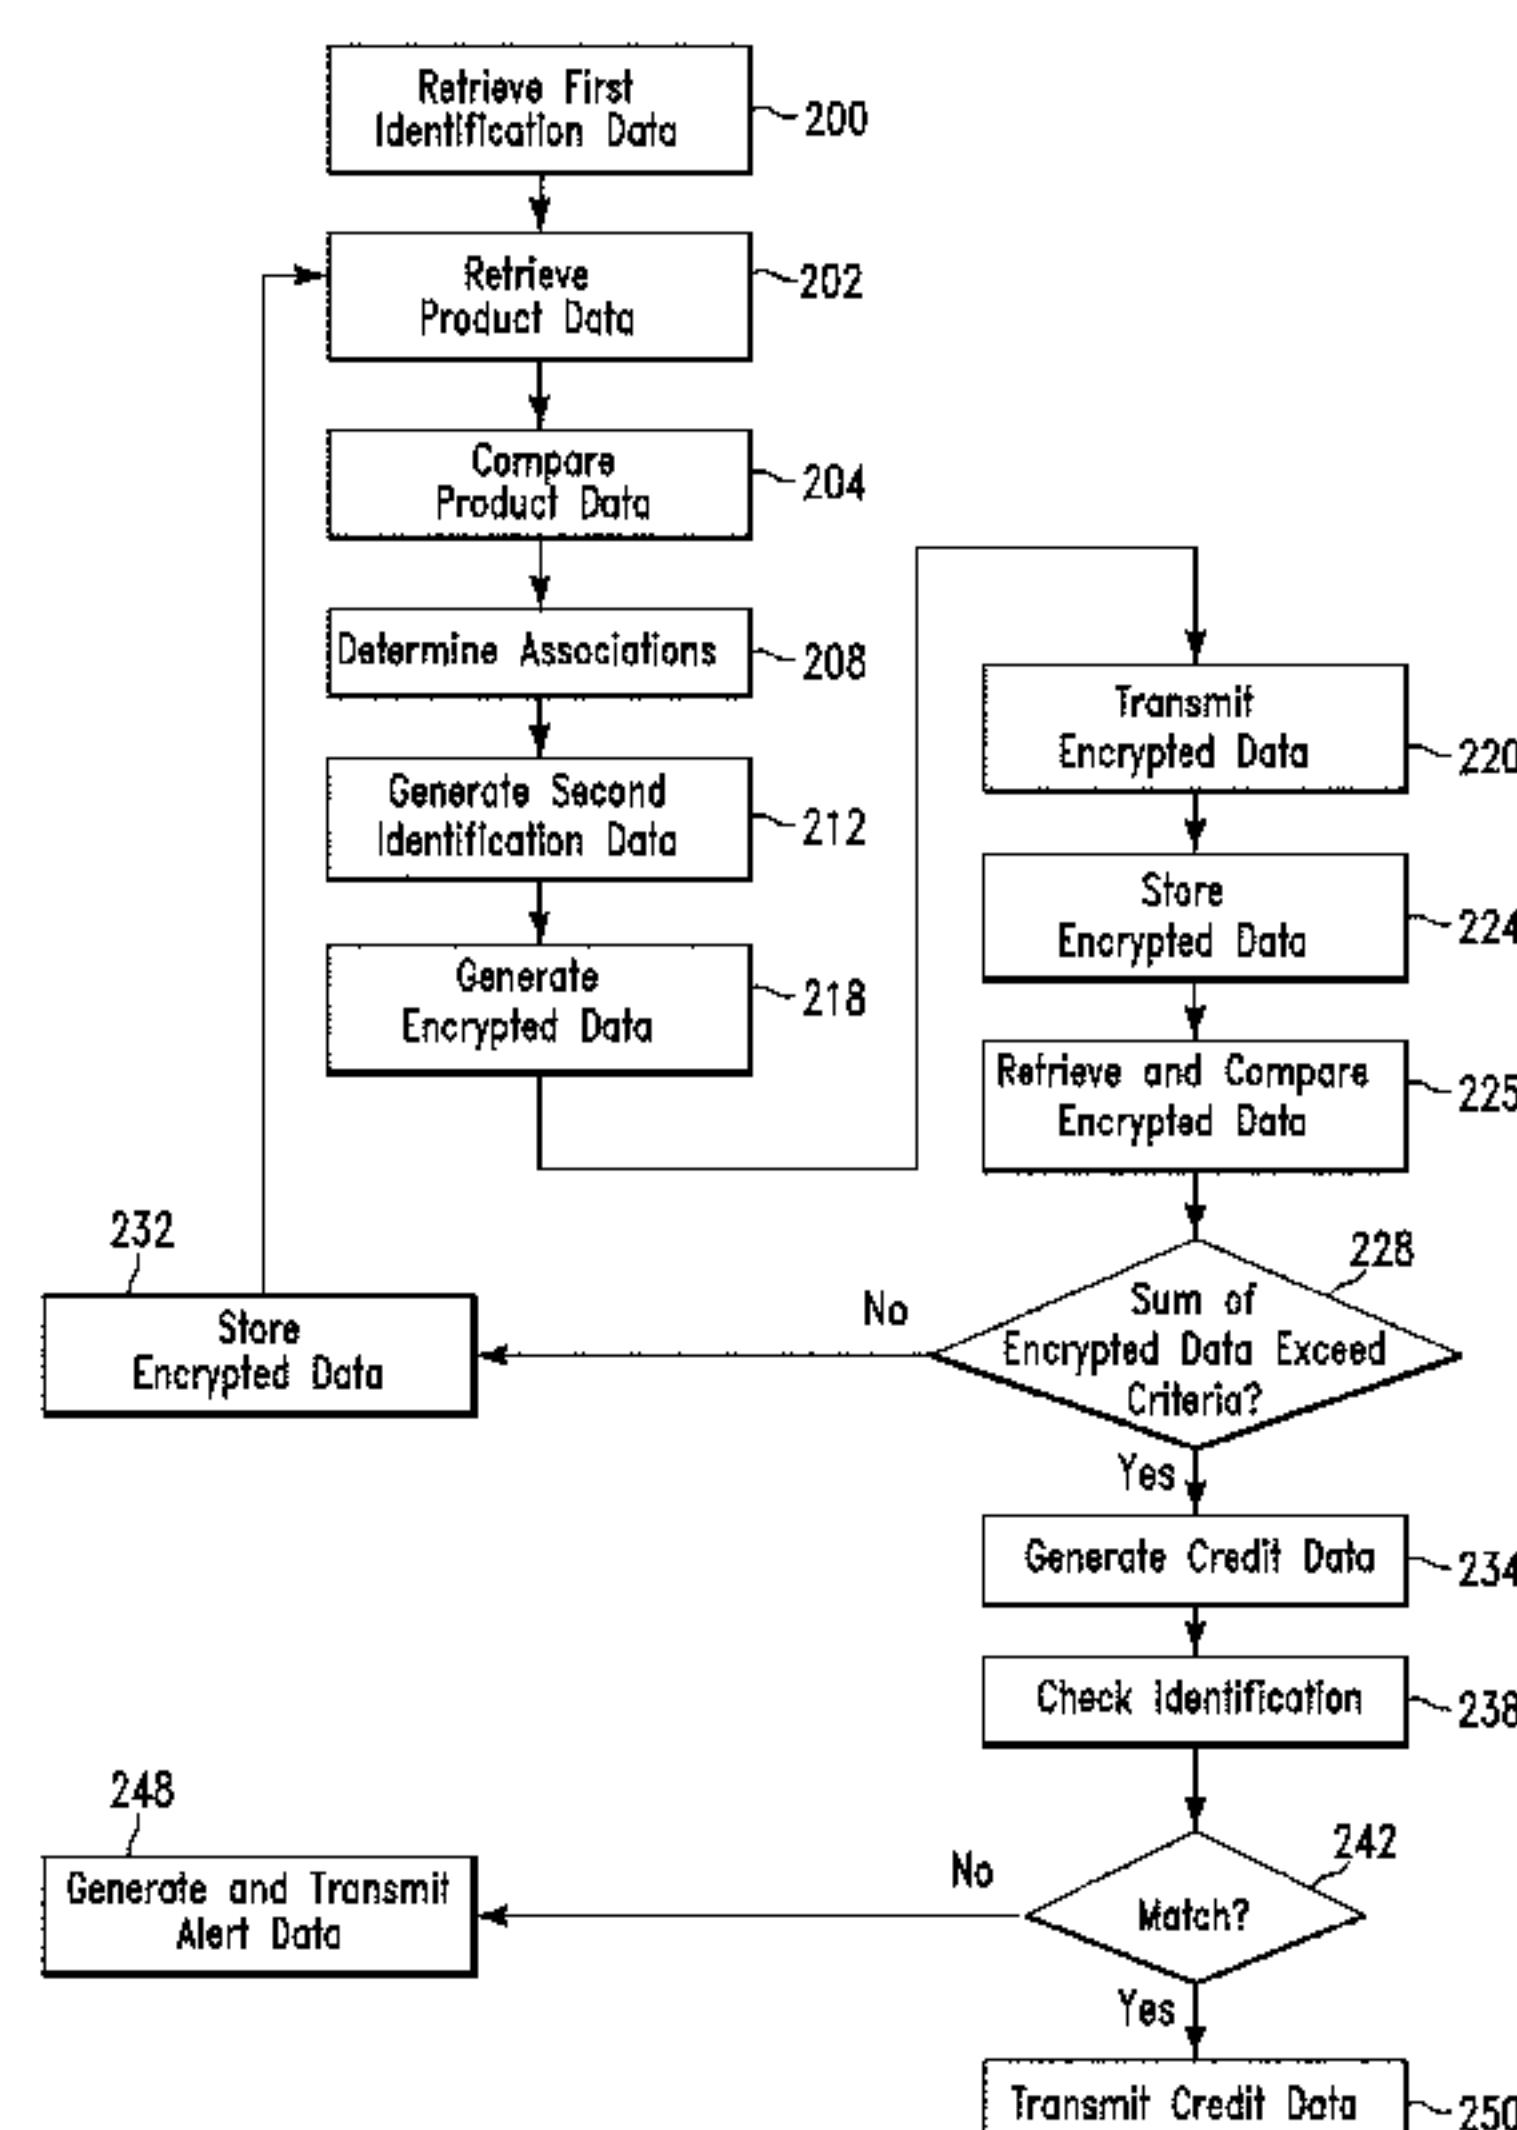 Retrieve First
Identification Data
200
Retrieve
Product Data
202
Compare
Product Data
204
Determine Associations
208
Generate Second
Identification Data
212
Generate
Encrypted Data
218
Transmit
Encrypted Data
220
Store
Encrypted Data
224
Retrieve and Compare
Encrypted Data
225
228
Sum of
Encrypted Data Exceed
Criteria?
No
232
Store
Encrypted Data
Yes
Generate Credit Data
234
Check Identification
238
242
Match?
No
248
Generate and Transmit
Alert Data
Yes
Transmit Credit Data
250